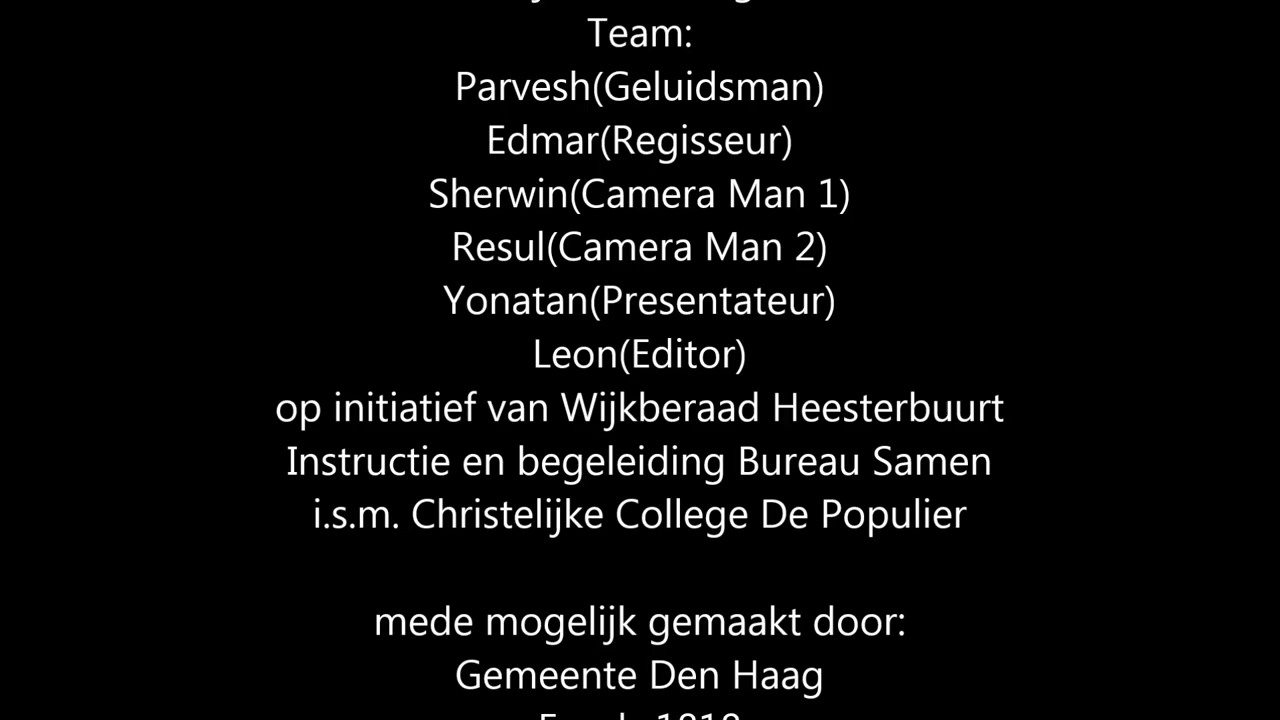 Team:
Parvesh(Geluidsman)
Edmar(Regisseur)
Sherwin(Camera Man 1)
Resul(Camera Man 2)
Yonatan(Presentateur)
Leon(Editor)
op initiatief van Wijkberaad Heesterbuurt
Instructie en begeleiding Bureau Samen
i.s.m. Christelijke College De Populier
mede mogelijk gemaakt door:
Gemeente Den Haag